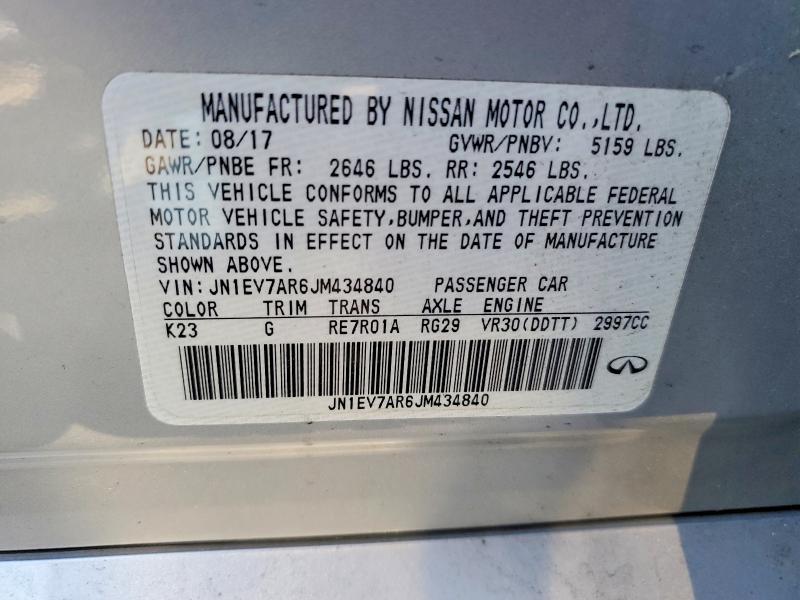 MANUFACTURED BY NISSAN MOTOR CO.,LTD.
DATE: 08/17 GVWR/PNBV: 5159 LBS.
GAWR/PNBE FR: 2646 LBS. RR: 2546 LBS.
THIS VEHICLE CONFORMS TO ALL APPLICABLE FEDERAL
MOTOR VEHICLE SAFETY,BUMPER,AND THEFT PREVENTION
STANDARDS IN EFFECT ON THE DATE OF MANUFACTURE
SHOWN ABOVE.
VIN: JN1EV7AR6JM434840 PASSENGER CAR
COLOR TRIM TRANS AXLE ENGINE
K23 G RE7R01A RG29 VR30(DDTT) 2997CC
JN1EV7AR6JM434840